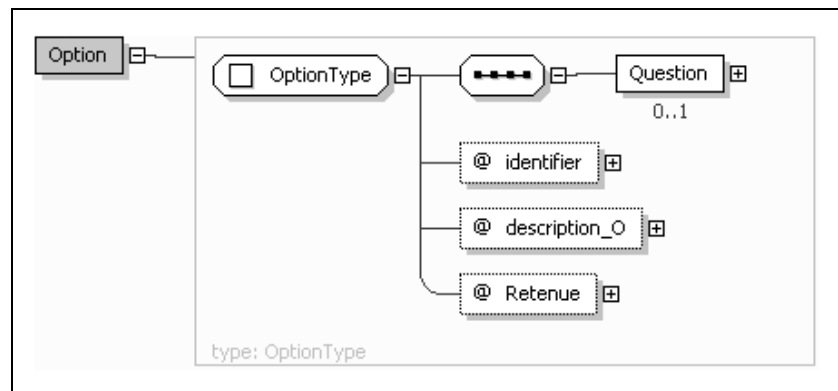 Option
OptionType
Question
0..1
@ identifier
@ description_O
@ Retenue
type: OptionType